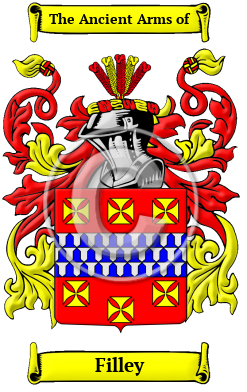 The Ancient Arms of
Filley